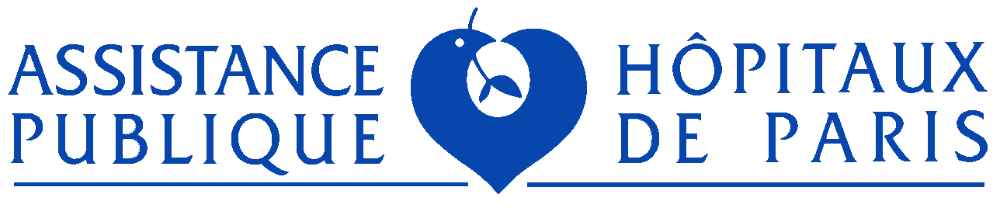 ASSISTANCE
PUBLIQUE
HÔPITAUX
DE PARIS